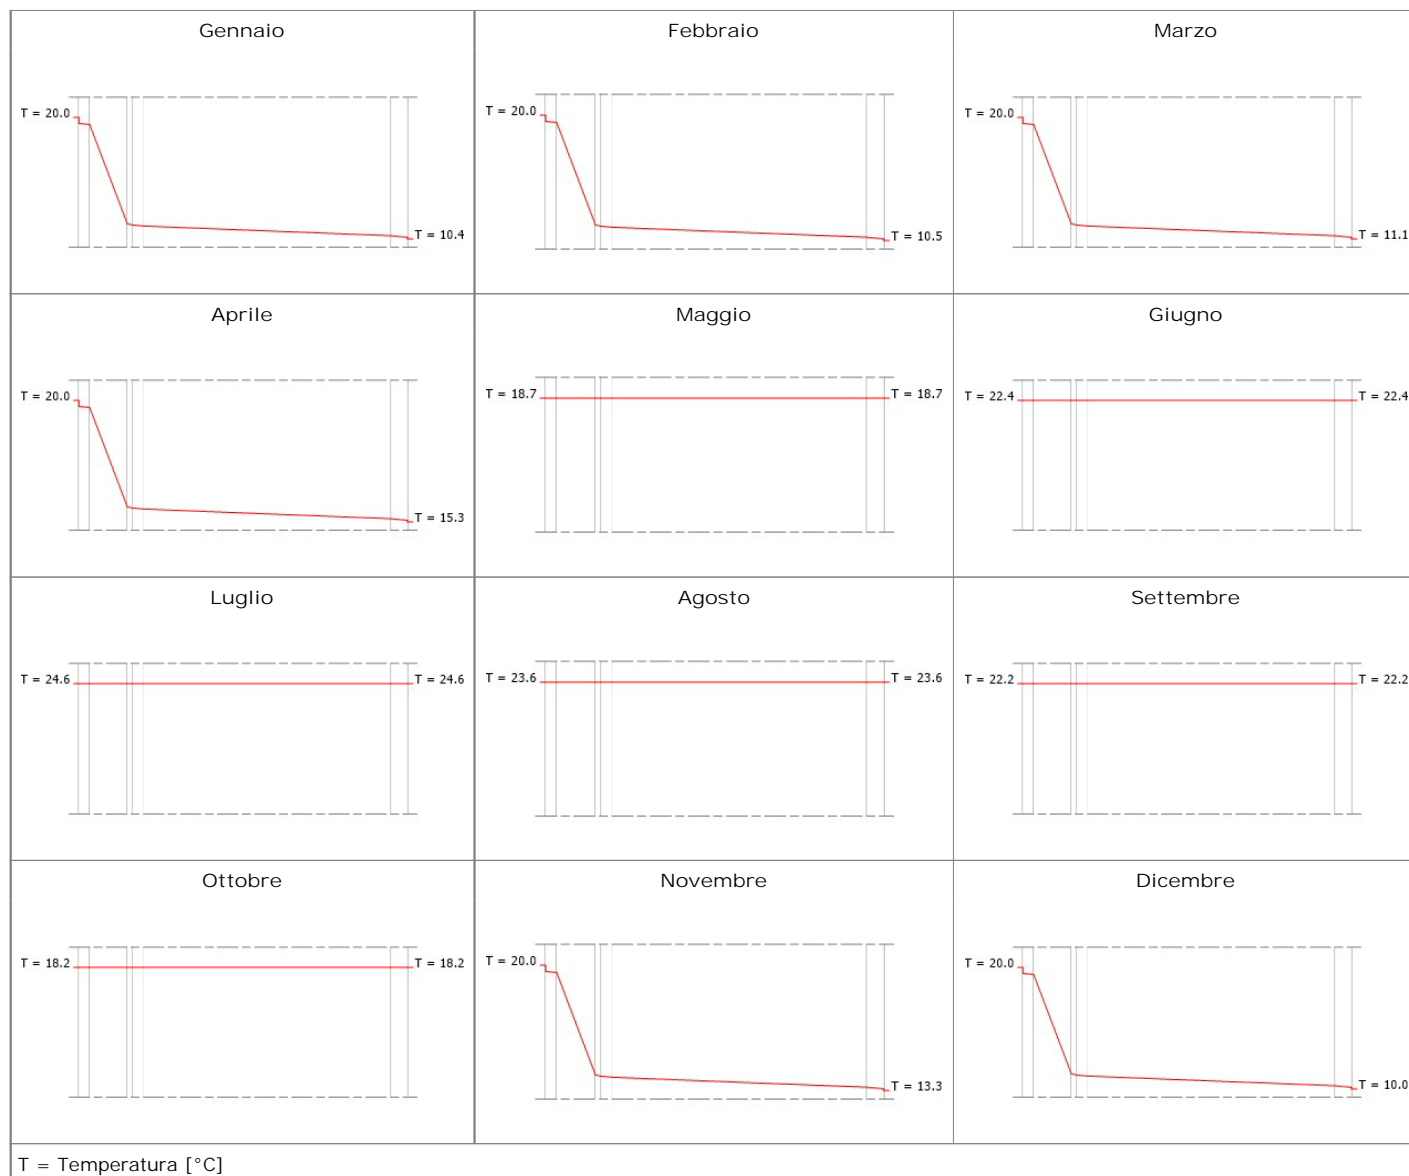 Gennaio
T = 20.0
T = 10.4
Febbraio
T = 20.0
T = 10.5
Marzo
T = 20.0
T = 11.1
Aprile
T = 20.0
T = 15.3
Maggio
T = 18.7
T = 18.7
Giugno
T = 22.4
T = 22.4
Luglio
T = 24.6
T = 24.6
Agosto
T = 23.6
T = 23.6
Settembre
T = 22.2
T = 22.2
Ottobre
T = 18.2
T = 18.2
Novembre
T = 20.0
T = 13.3
Dicembre
T = 20.0
T = 10.0
T = Temperatura [°C]